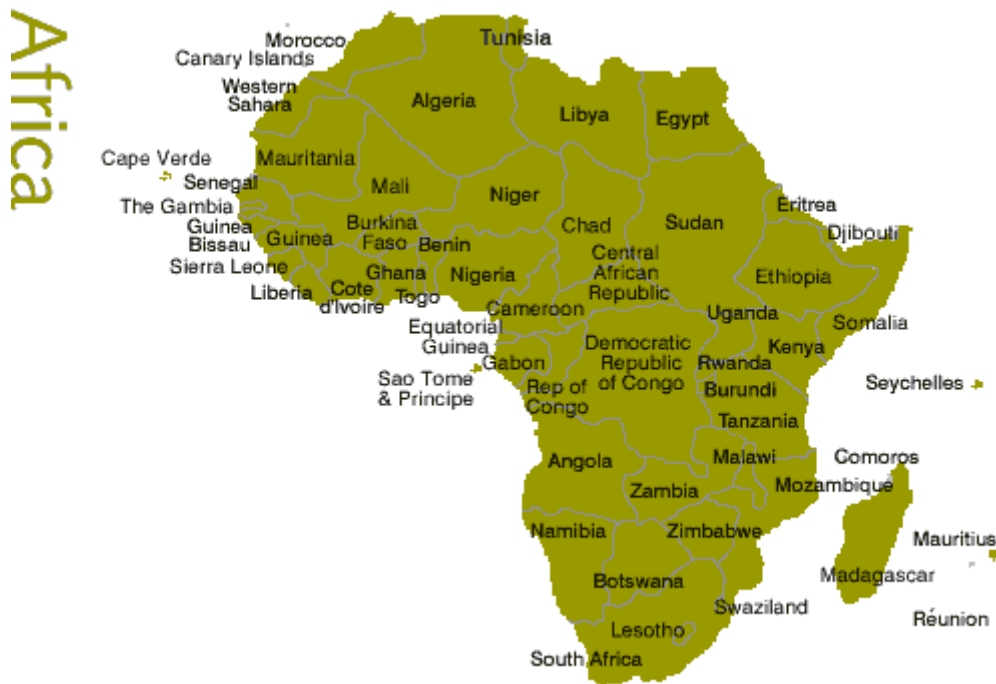 Africa
Morocco
Tunisia
Canary Islands
Western
Sahara
Algeria
Libya
Egypt
Cape Verde
Mauritania
Senegal
Mali
Niger
The Gambia
Chad
Sudan
Eritrea
Guinea
Bissau
Guinea
Burkina
Faso
Benin
Djibouti
Sierra Leone
Ghana
Nigeria
Central
African
Republic
Ethiopia
Liberia
Cote
d'Ivoire
Togo
Cameroon
Uganda
Somalia
Equatorial
Guinea
Gabon
Democratic
Republic
of Congo
Kenya
Rwanda
Sao Tome
& Principe
Rep of
Congo
Burundi
Seychelles
Tanzania
Angola
Malawi
Comoros
Zambia
Mozambique
Namibia
Zimbabwe
Mauritius
Botswana
Madagascar
Swaziland
Réunion
Lesotho
South Africa